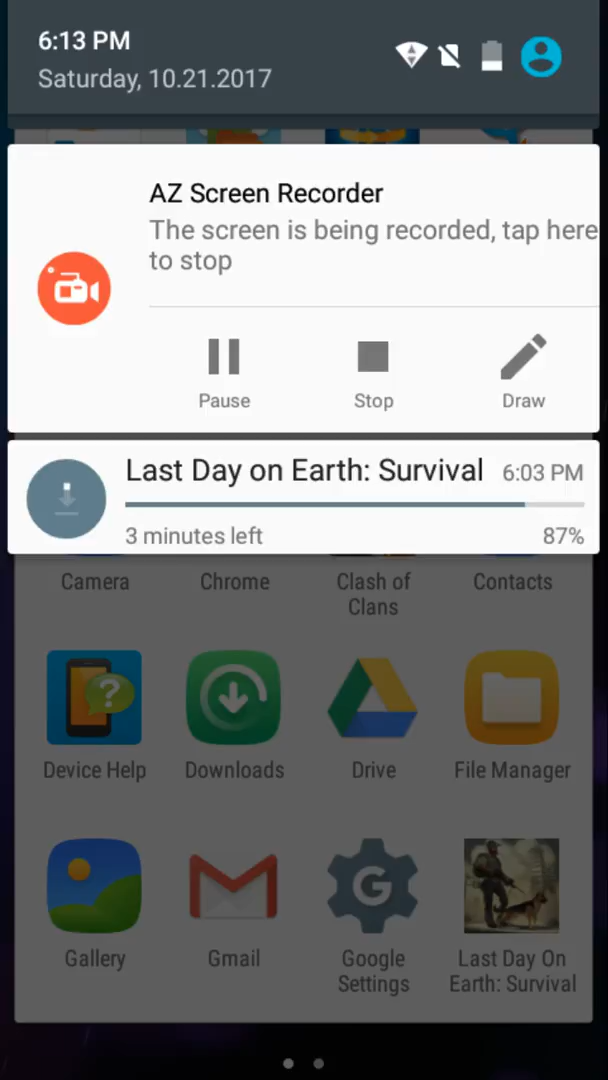 6:13 PM
Saturday, 10.21.2017
AZ Screen Recorder
The screen is being recorded, tap here
to stop
Pause Stop Draw
Last Day on Earth: Survival 6:03 PM
3 minutes left 87%
Camera Chrome Clash of Contacts
Clans
Device Help Downloads Drive File Manager
Gallery Gmail Google Last Day On
Settings Earth: Survival